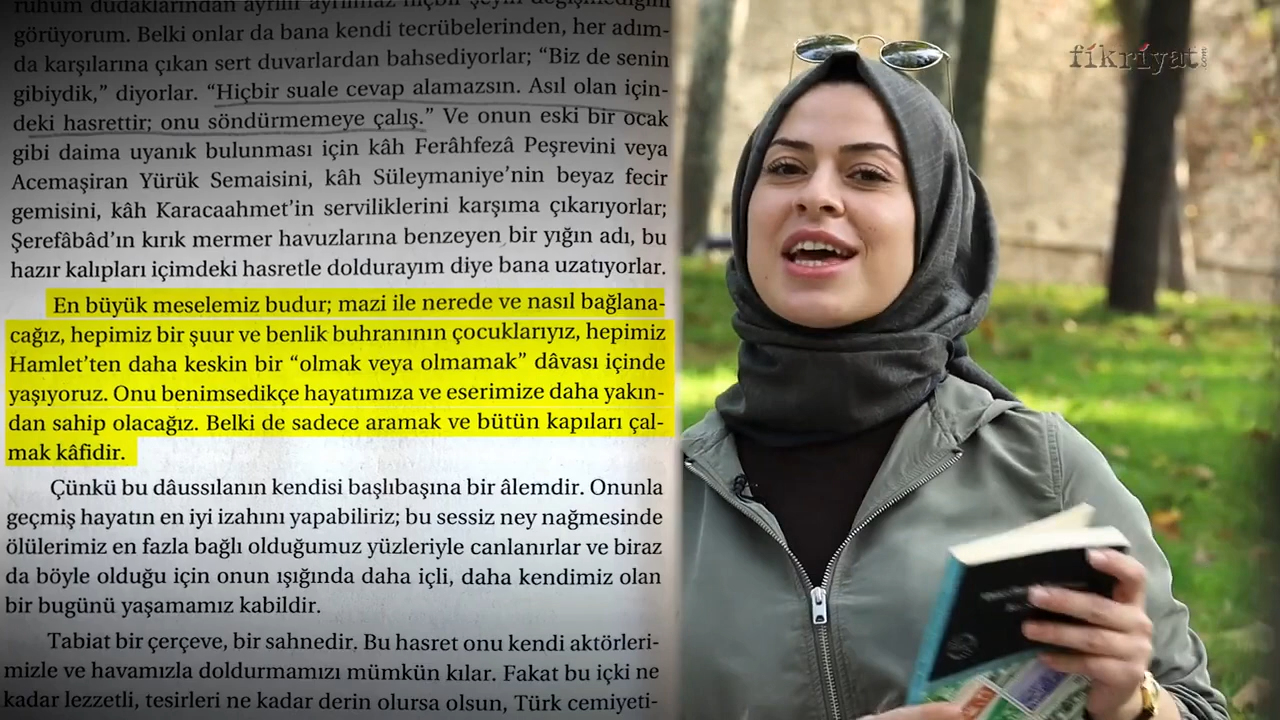 ruhum dudaklarından ayrılır ayrılmaz hiçbir şeyin değişmediğini
görüyorum. Belki onlar da bana kendi tecrübelerinden, her adım-
da karşılarına çıkan sert duvarlardan bahsediyorlar; “Biz de senin
gibiydik,” diyorlar. “Hiçbir suale cevap alamazsın. Asıl olan için-
deki hasrettir; onu söndürmemeye çalış.” Ve onun eski bir ocak
gibi daima uyanık bulunması için kâh Ferâhfezâ Peşrevini veya
Acemaşiran Yürük Semaisini, kâh Süleymaniye’nin beyaz fecir
gemisini, kâh Karacaahmet’in serviliklerini karşıma çıkarıyorlar;
Şerefâbâd’ın kırık mermer havuzlarına benzeyen bir yığın adı, bu
hazır kalıpları içimdeki hasretle doldurayım diye bana uzatıyorlar.
En büyük meselemiz budur; mazi ile nerede ve nasıl bağlana-
cağız, hepimiz bir şuur ve benlik buhranının çocuklarıyız, hepimiz
Hamlet’ten daha keskin bir “olmak veya olmamak” dâvası içinde
yaşıyoruz. Onu benimsedikçe hayatımıza ve eserimize daha yakın-
dan sahip olacağız. Belki de sadece aramak ve bütün kapıları çal-
mak kâfidir.
Çünkü bu dâussılanın kendisi başlıbaşına bir âlemdir. Onunla
geçmiş hayatın en iyi izahını yapabiliriz; bu sessiz ney nağmesinde
ölülerimiz en fazla bağlı olduğumuz yüzleriyle canlanırlar ve biraz
da böyle olduğu için onun ışığında daha içli, daha kendimiz olan
bir bugünü yaşamamız kabildir.
Tabiat bir çerçeve, bir sahnedir. Bu hasret onu kendi aktörleri-
mizle ve havamızla doldurmamızı mümkün kılar. Fakat bu içki ne
kadar lezzetli, tesirleri ne kadar derin olursa olsun, Türk cemiyeti-
fikriyat.com